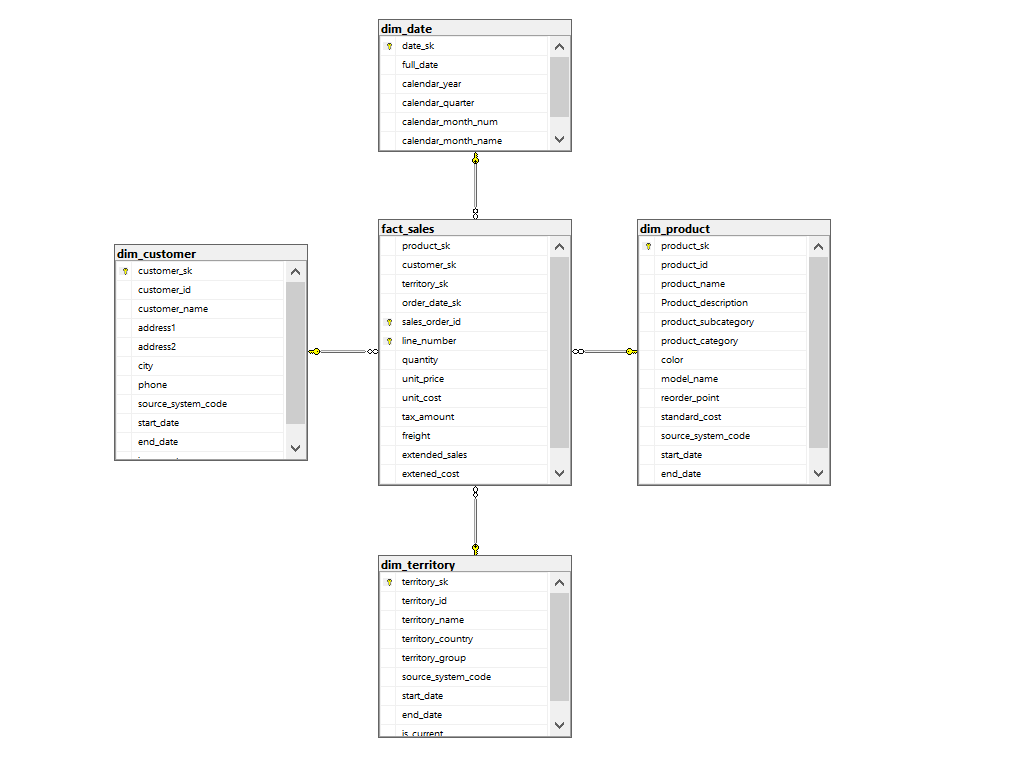 dim_date
date_sk
full_date
calendar_year
calendar_quarter
calendar_month_num
calendar_month_name
fact_sales
product_sk
customer_sk
territory_sk
order_date_sk
sales_order_id
line_number
quantity
unit_price
unit_cost
tax_amount
freight
extended_sales
extened_cost
dim_product
product_sk
product_id
product_name
Product_description
product_subcategory
product_category
color
model_name
reorder_point
standard_cost
source_system_code
start_date
end_date
dim_customer
customer_sk
customer_id
customer_name
address1
address2
city
phone
source_system_code
start_date
end_date
dim_territory
territory_sk
territory_id
territory_name
territory_country
territory_group
source_system_code
start_date
end_date
is_current